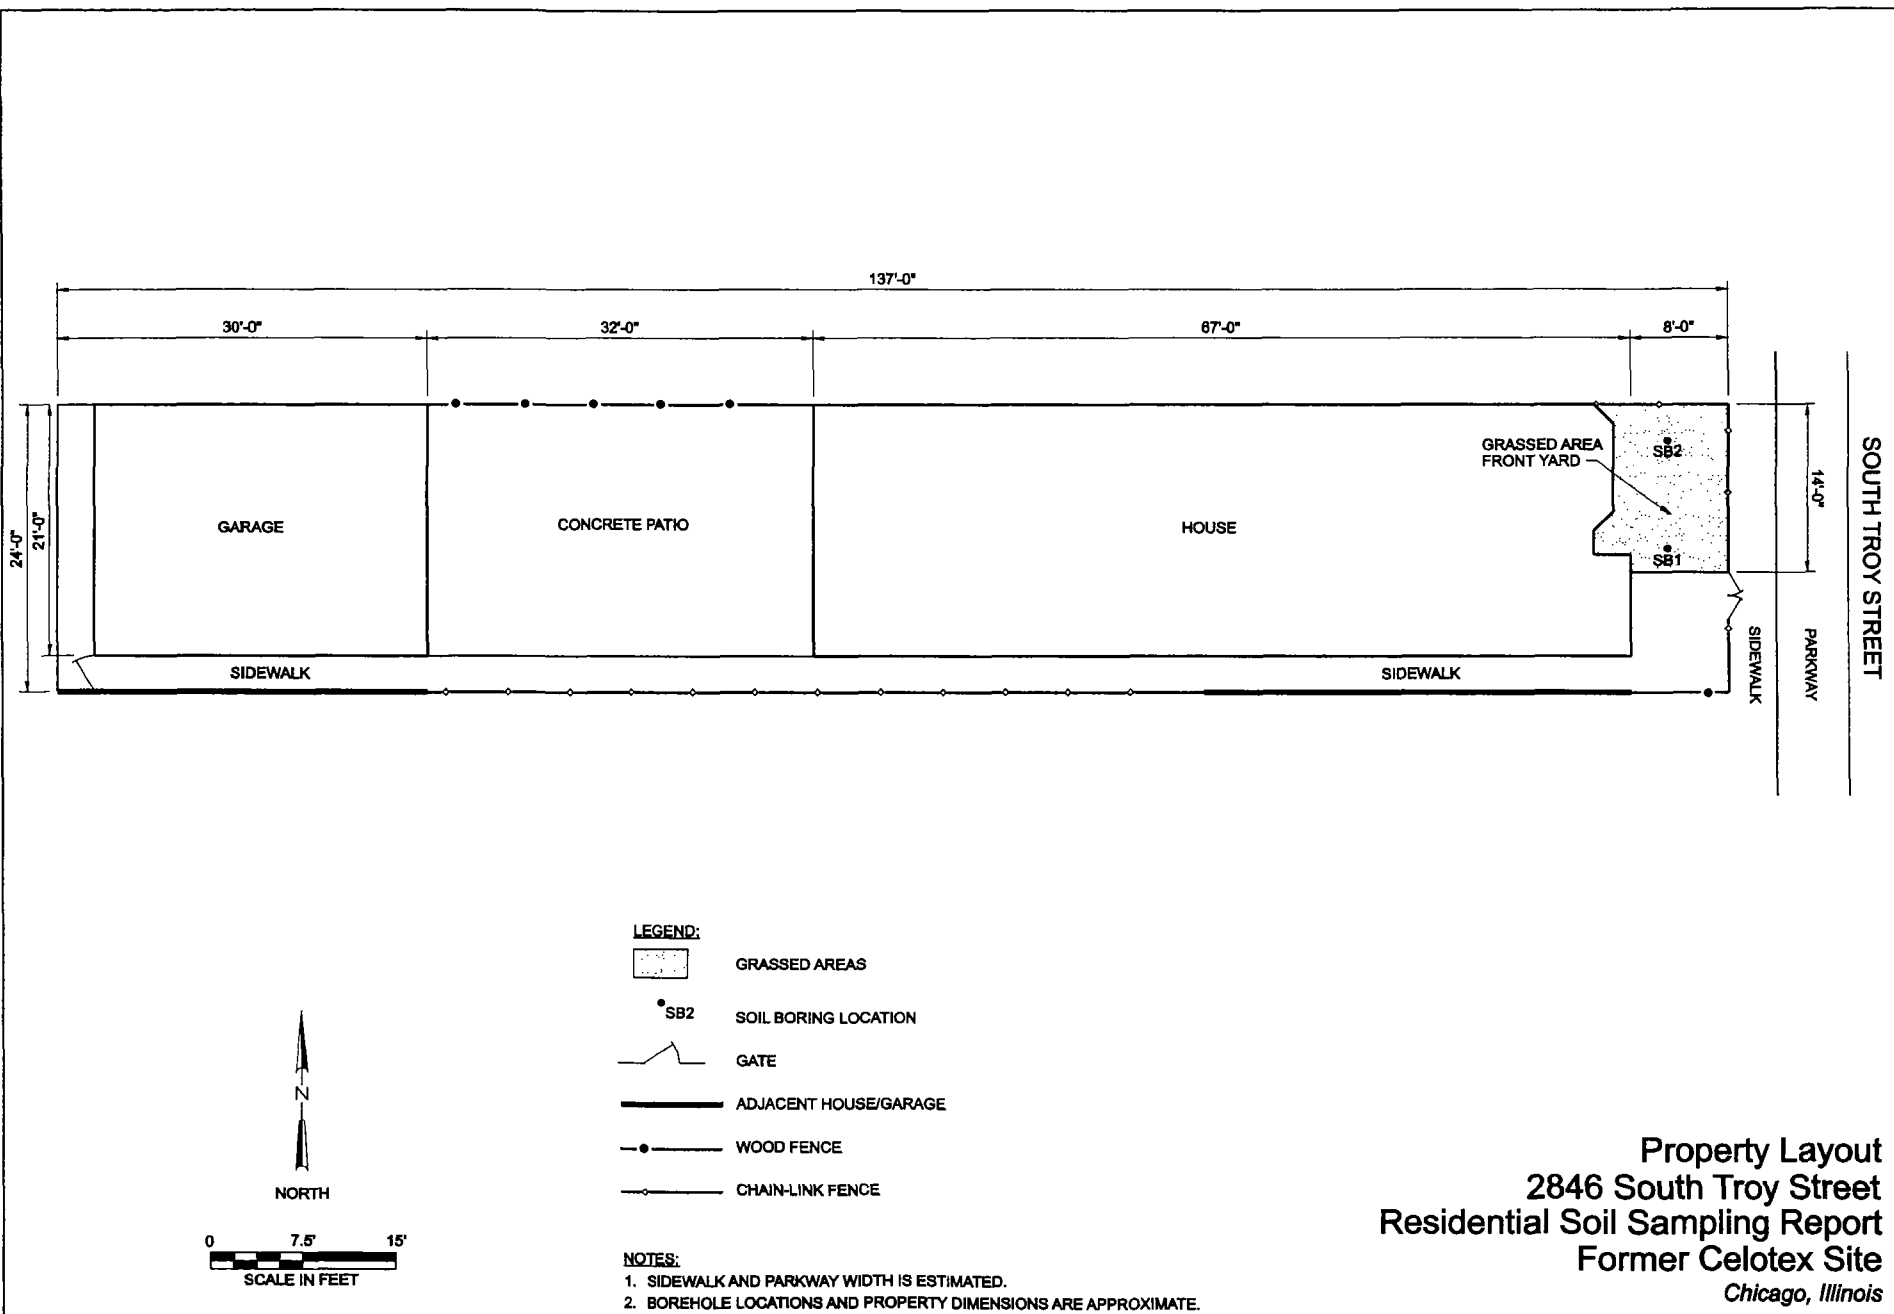 137'-0"
30'-0"
32'-0"
67'-0"
8'-0"
24'-0"
21'-0"
GARAGE
CONCRETE PATIO
HOUSE
GRASSED AREA
FRONT YARD
SB2
SB1
14'-0"
SOUTH TROY STREET
SIDEWALK
PARKWAY
SIDEWALK
SIDEWALK
LEGEND:
GRASSED AREAS
SB2
SOIL BORING LOCATION
GATE
ADJACENT HOUSE/GARAGE
WOOD FENCE
CHAIN-LINK FENCE
N
NORTH
0 7.5' 15'
SCALE IN FEET
NOTES:
1. SIDEWALK AND PARKWAY WIDTH IS ESTIMATED.
2. BOREHOLE LOCATIONS AND PROPERTY DIMENSIONS ARE APPROXIMATE.
Property Layout
2846 South Troy Street
Residential Soil Sampling Report
Former Celotex Site
Chicago, Illinois